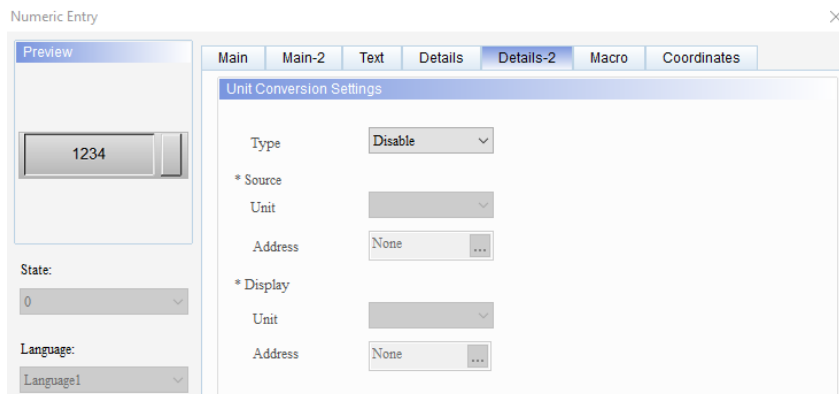 Numeric Entry
Preview
Main Main-2 Text Details Details-2 Macro Coordinates
Unit Conversion Settings
1234
Type Disable
* Source
Unit
Address None ...
State:
0
* Display
Unit
Language:
Address None ...
Language1